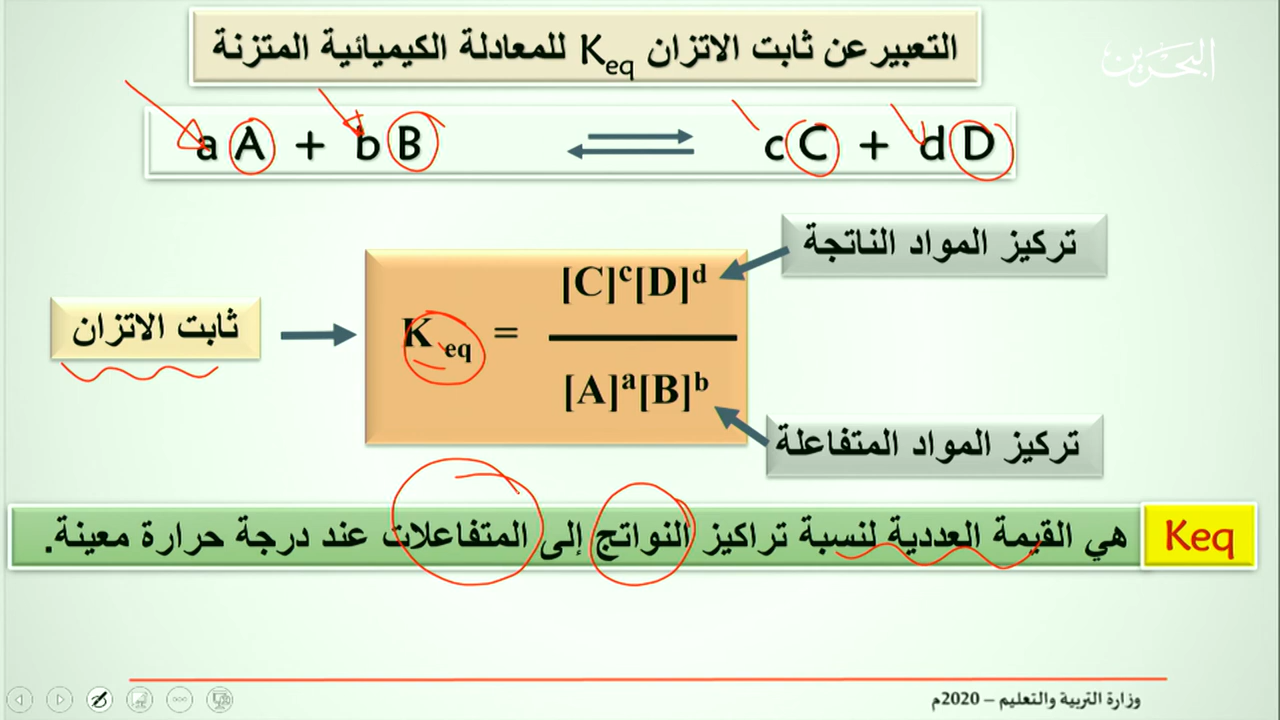 التعبير عن ثابت الاتزان Keq للمعادلة الكيميائية المتزنة
البحرين
a A + b B ⇌ c C + d D
تركيز المواد الناتجة
ثابت الاتزان
K eq = [C]ᶜ[D]ᵈ
[A]ᵃ[B]ᵇ
تركيز المواد المتفاعلة
Keq هي القيمة العددية لنسبة تراكيز النواتج إلى المتفاعلات عند درجة حرارة معينة.
وزارة التربية والتعليم – 2020م